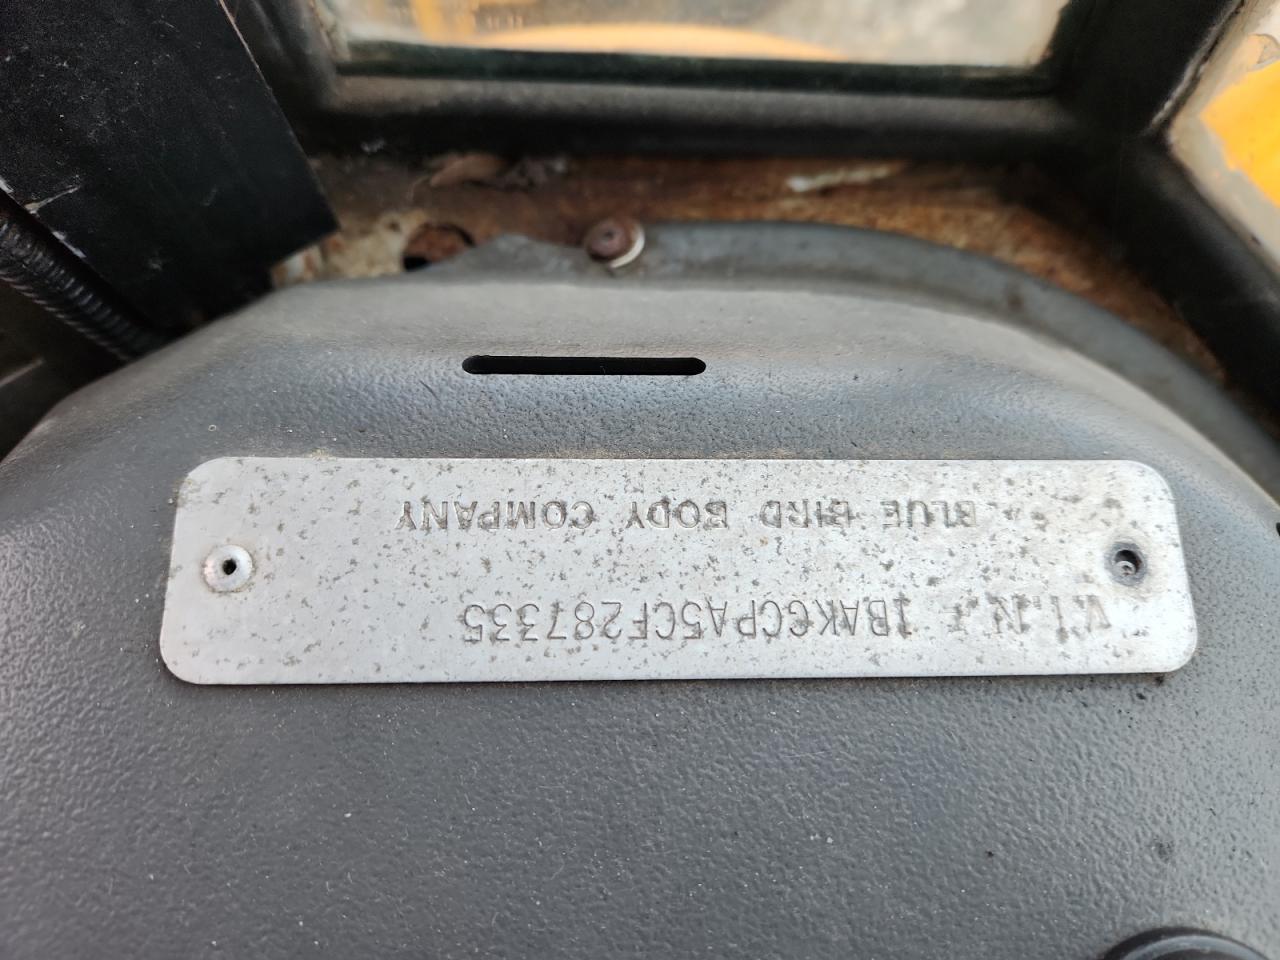 V.I.N.- 1BAKGCPA5CF287335
BLUE BIRD BODY COMPANY